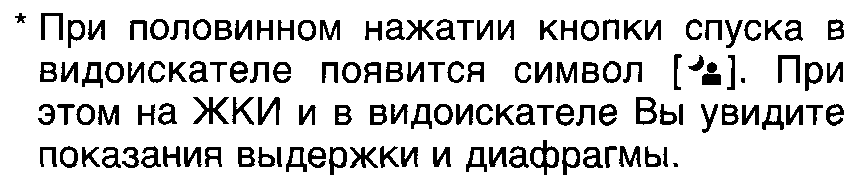 * При половинном нажатии кнопки спуска в
видоискателе появится символ [ ]. При
этом на ЖКИ и в видоискателе Вы увидите
показания выдержки и диафрагмы.